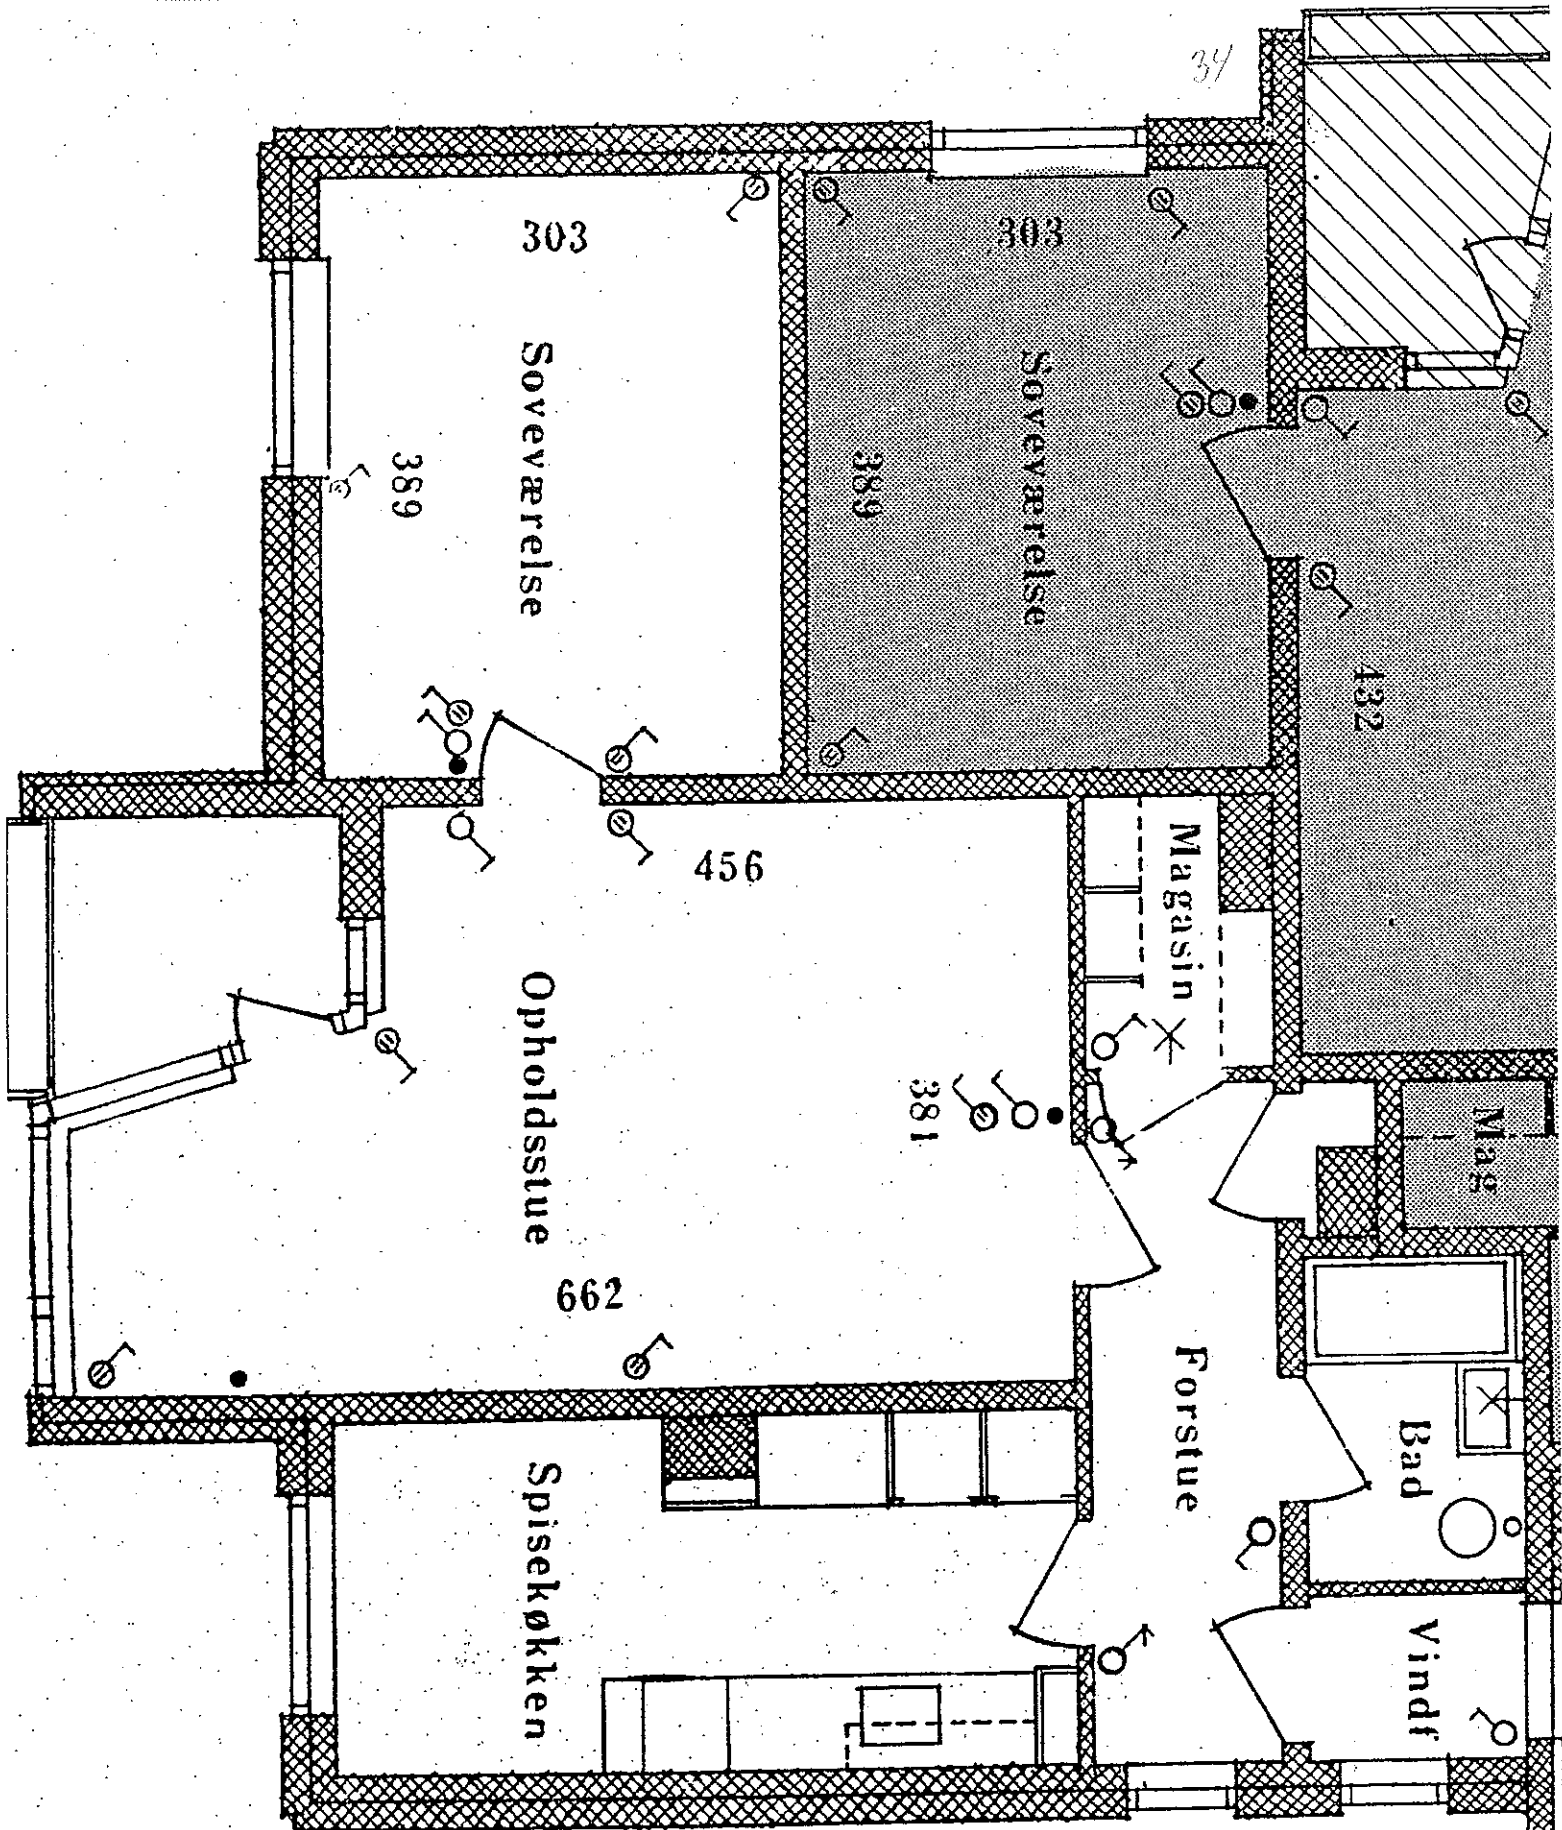 34
303
303
Soveværelse
Soveværelse
389
389
432
456
Magasin
Opholdsstue
381
Mag
662
Forstue
Bad
Spisekøkken
Vindf